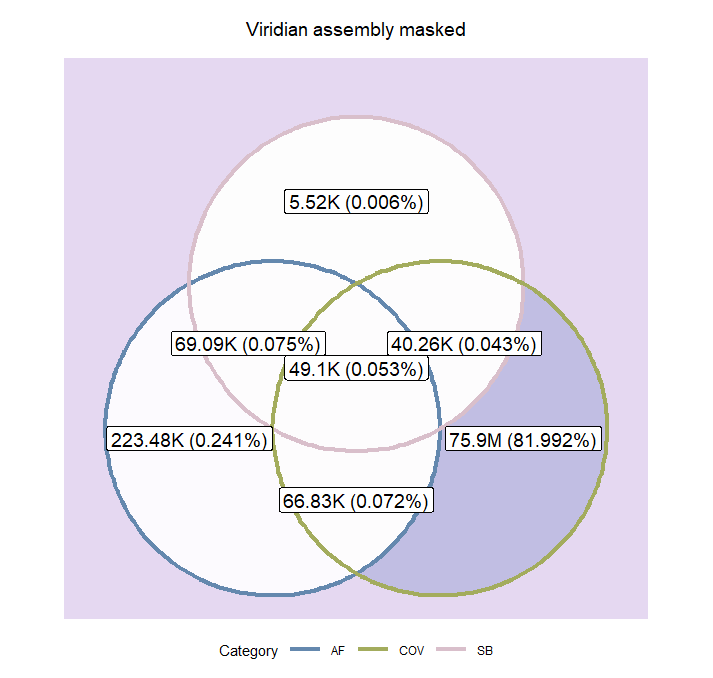 Viridian assembly masked
5.52K (0.006%)
69.09K (0.075%)
40.26K (0.043%)
49.1K (0.053%)
223.48K (0.241%)
75.9M (81.992%)
66.83K (0.072%)
Category AF COV SB